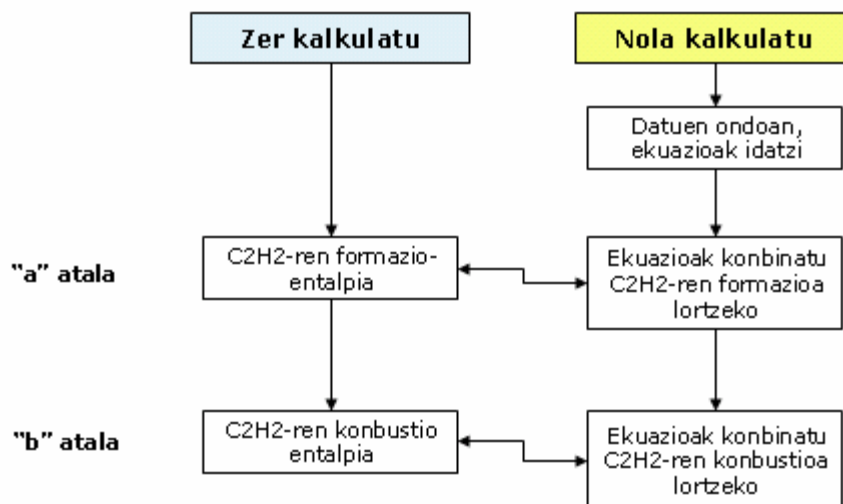 Zer kalkulatu
Nola kalkulatu
Datuen ondoan,
ekuazioak idatzi
"a" atala
C2H2-ren formazio-
entalpia
Ekuazioak konbinatu
C2H2-ren formazioa
lortzeko
"b" atala
C2H2-ren konbustio
entalpia
Ekuazioak konbinatu
C2H2-ren konbustioa
lortzeko